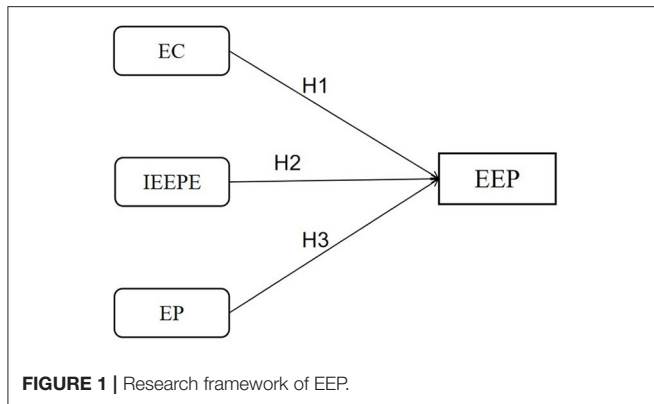 EC
H1
IEEPE
H2
EEP
H3
EP
FIGURE 1 | Research framework of EEP.